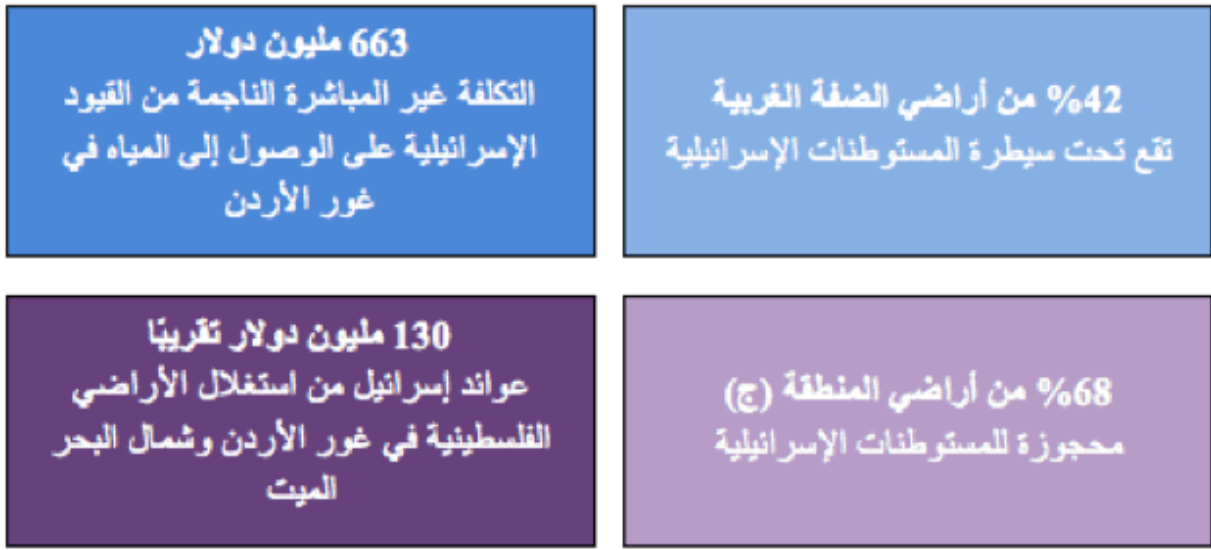 %42 من أراضي الضفة الغربية
تقع تحت سيطرة المستوطنات الإسرائيلية
663 مليون دولار
التكلفة غير المباشرة الناجمة من القيود
الإسرائيلية على الوصول إلى المياه في
غور الأردن
%68 من أراضي المنطقة (ج)
محجوزة للمستوطنات الإسرائيلية
130 مليون دولار تقريبًا
عوائد إسرائيل من استغلال الأراضي
الفلسطينية في غور الأردن وشمال البحر
الميت